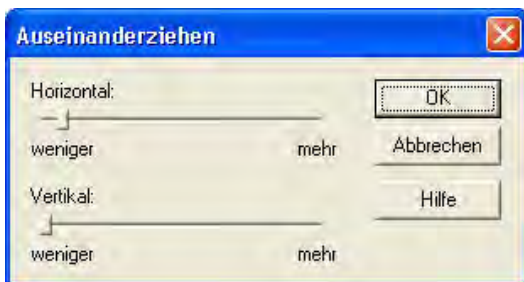 Auseinanderziehen
Horizontal:
OK
weniger mehr
Abbrechen
Vertikal:
Hilfe
weniger mehr